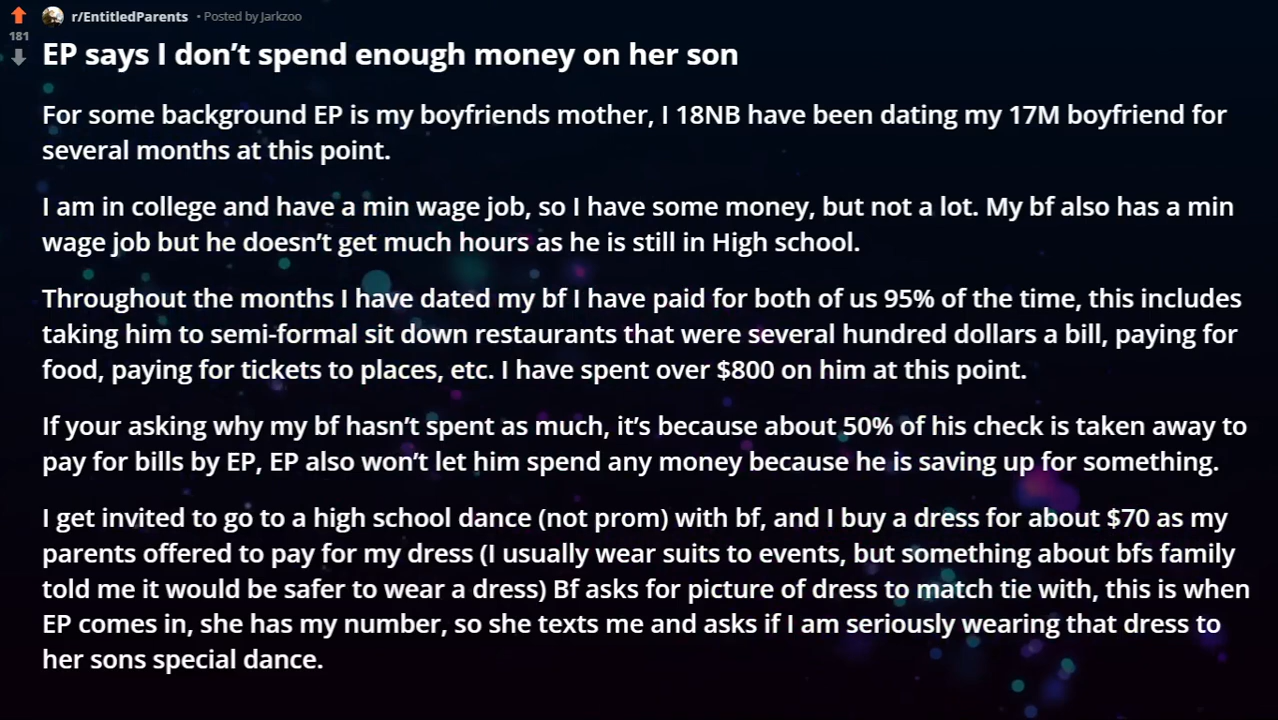 r/EntitledParents • Posted by Jarkzoo
181
EP says I don’t spend enough money on her son
For some background EP is my boyfriends mother, I 18NB have been dating my 17M boyfriend for
several months at this point.
I am in college and have a min wage job, so I have some money, but not a lot. My bf also has a min
wage job but he doesn’t get much hours as he is still in High school.
Throughout the months I have dated my bf I have paid for both of us 95% of the time, this includes
taking him to semi-formal sit down restaurants that were several hundred dollars a bill, paying for
food, paying for tickets to places, etc. I have spent over $800 on him at this point.
If your asking why my bf hasn’t spent as much, it’s because about 50% of his check is taken away to
pay for bills by EP, EP also won’t let him spend any money because he is saving up for something.
I get invited to go to a high school dance (not prom) with bf, and I buy a dress for about $70 as my
parents offered to pay for my dress (I usually wear suits to events, but something about bfs family
told me it would be safer to wear a dress) Bf asks for picture of dress to match tie with, this is when
EP comes in, she has my number, so she texts me and asks if I am seriously wearing that dress to
her sons special dance.